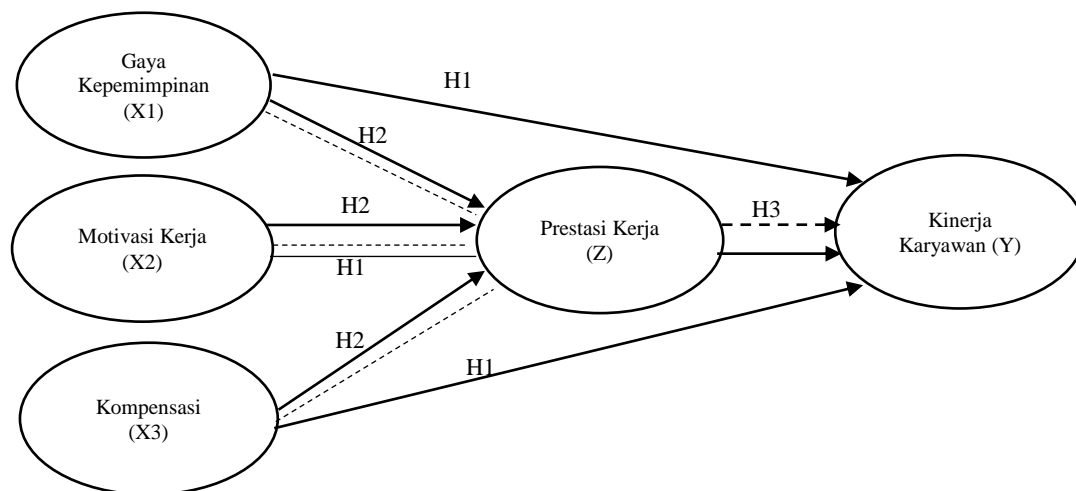 Gaya
Kepemimpinan
(X1)
H1
H2
Motivasi Kerja
(X2)
H2
H1
Prestasi Kerja
(Z)
H3
Kinerja
Karyawan (Y)
Kompensasi
(X3)
H2
H1